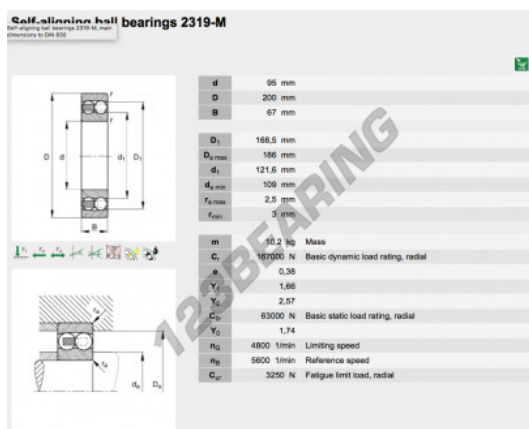 Self-aligning ball bearings 2319-M
Self-aligning ball bearings 2319-M, main
dimensions to DIN 630
d 95 mm
D 200 mm
B 67 mm
D1 168,5 mm
Da max 186 mm
d1 121,6 mm
da min 109 mm
ra max 2,5 mm
rmin 3 mm
m 10,2 kg Mass
Cr 167000 N Basic dynamic load rating, radial
e 0,38
Y1 1,66
Y2 2,57
C0r 63000 N Basic static load rating, radial
Y0 1,74
nG 4800 1/min Limiting speed
nB 5600 1/min Reference speed
Cur 3250 N Fatigue limit load, radial
r
r
D d d1 D1
B
ra
ra
da Da
123BEARING